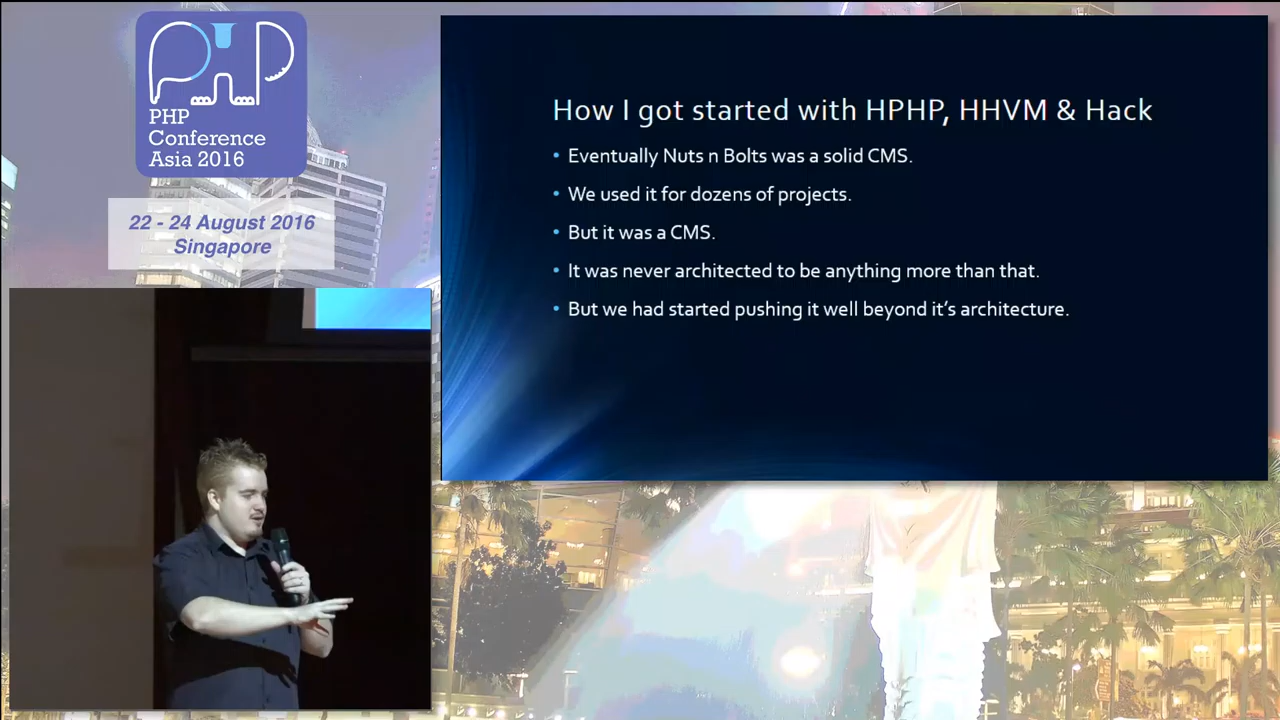 PHP
PHP
Conference
Asia 2016
22 - 24 August 2016
Singapore
How I got started with HPHP, HHVM & Hack
• Eventually Nuts n Bolts was a solid CMS.
• We used it for dozens of projects.
• But it was a CMS.
• It was never architected to be anything more than that.
• But we had started pushing it well beyond it’s architecture.